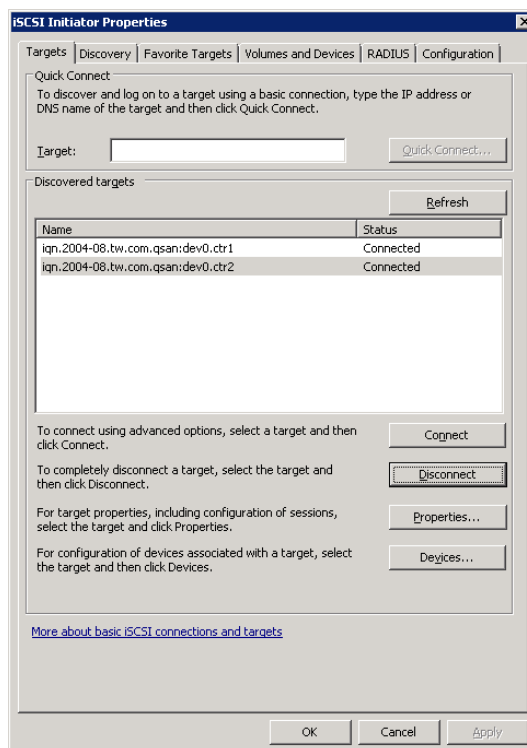 iSCSI Initiator Properties
Targets Discovery Favorite Targets Volumes and Devices RADIUS Configuration
Quick Connect
To discover and log on to a target using a basic connection, type the IP address or
DNS name of the target and then click Quick Connect.
Target: Quick Connect...
Discovered targets
Refresh
Name Status
iqn.2004-08.tw.com.qsan:dev0.ctr1 Connected
iqn.2004-08.tw.com.qsan:dev0.ctr2 Connected
To connect using advanced options, select a target and then
click Connect.
Connect
To completely disconnect a target, select the target and
then click Disconnect.
Disconnect
For target properties, including configuration of sessions,
select the target and click Properties.
Properties...
For configuration of devices associated with a target, select
the target and then click Devices.
Devices...
More about basic iSCSI connections and targets
OK Cancel Apply